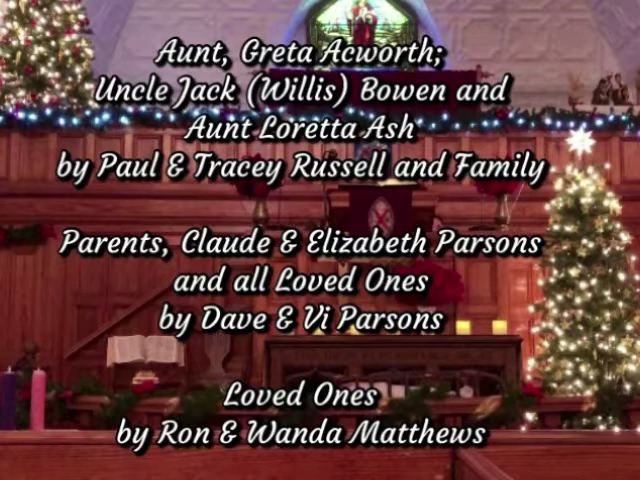 Aunt, Greta Acworth;
Uncle Jack (Willis) Bowen and
Aunt Loretta Ash
by Paul & Tracey Russell and Family
Parents, Claude & Elizabeth Parsons
and all Loved Ones
by Dave & Vi Parsons
Loved Ones
by Ron & Wanda Matthews